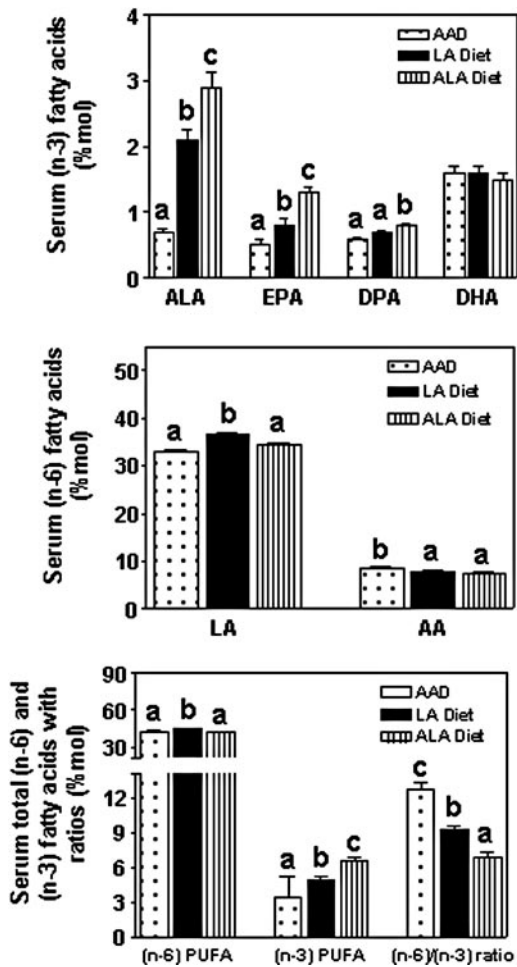 Serum (n-3) fatty acids
(%mol)
4
3
2
1
0
AAD
LA Diet
ALA Diet
a
b
c
a
b
c
a
a
b
ALA
EPA
DPA
DHA
Serum (n-6) fatty acids
(%mol)
50
40
30
20
10
0
AAD
LA Diet
ALA Diet
a
b
a
b
a
a
LA
AA
Serum total (n-6) and
(n-3) fatty acids with
ratios (%mol)
90
70
50
30
12
9
6
3
0
AAD
LA Diet
ALA Diet
a
b
a
a
b
c
c
b
a
(n-6) PUFA
(n-3) PUFA
(n-6)/(n-3) ratio